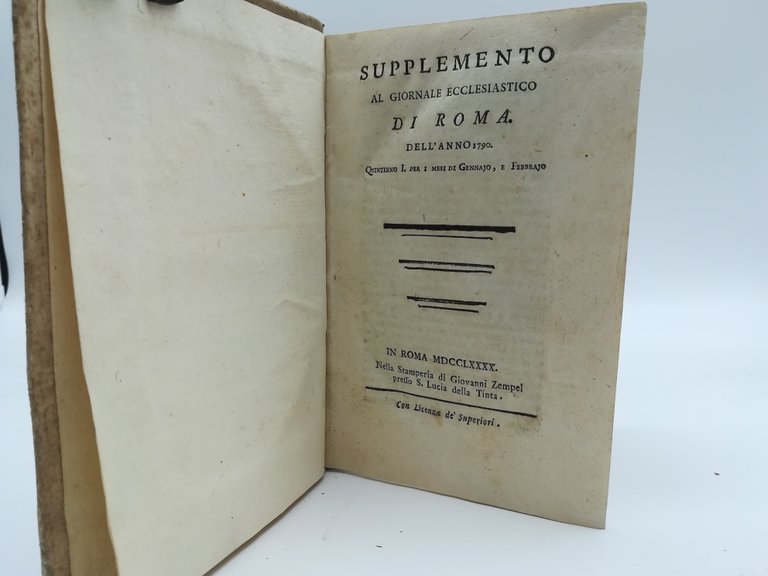 SUPPLEMENTO
AL GIORNALE ECCLESIASTICO
DI ROMA.
DELL'ANNO 1790.
QUINTERNO I. PER I MESI DI GENNAJO, E FEBBRAJO
IN ROMA MDCCLXXXX.
Nella Stamperia di Giovanni Zempel
presso S. Lucia della Tinta.
Con Licenza de' Superiori.